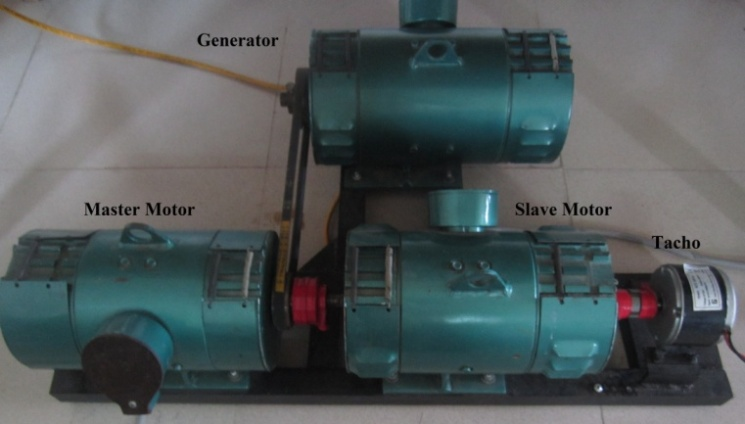 Generator
Master Motor
Slave Motor
Tacho